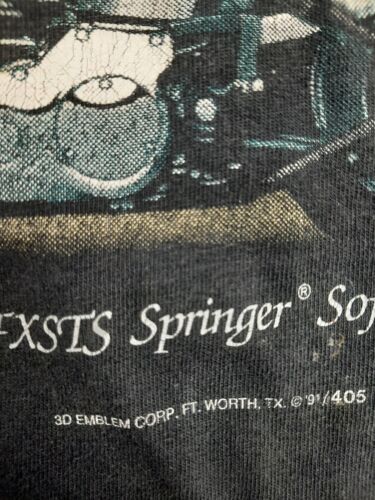 FXSTS Springer® Sof
3D EMBLEM CORP. FT. WORTH, TX. © '91/405